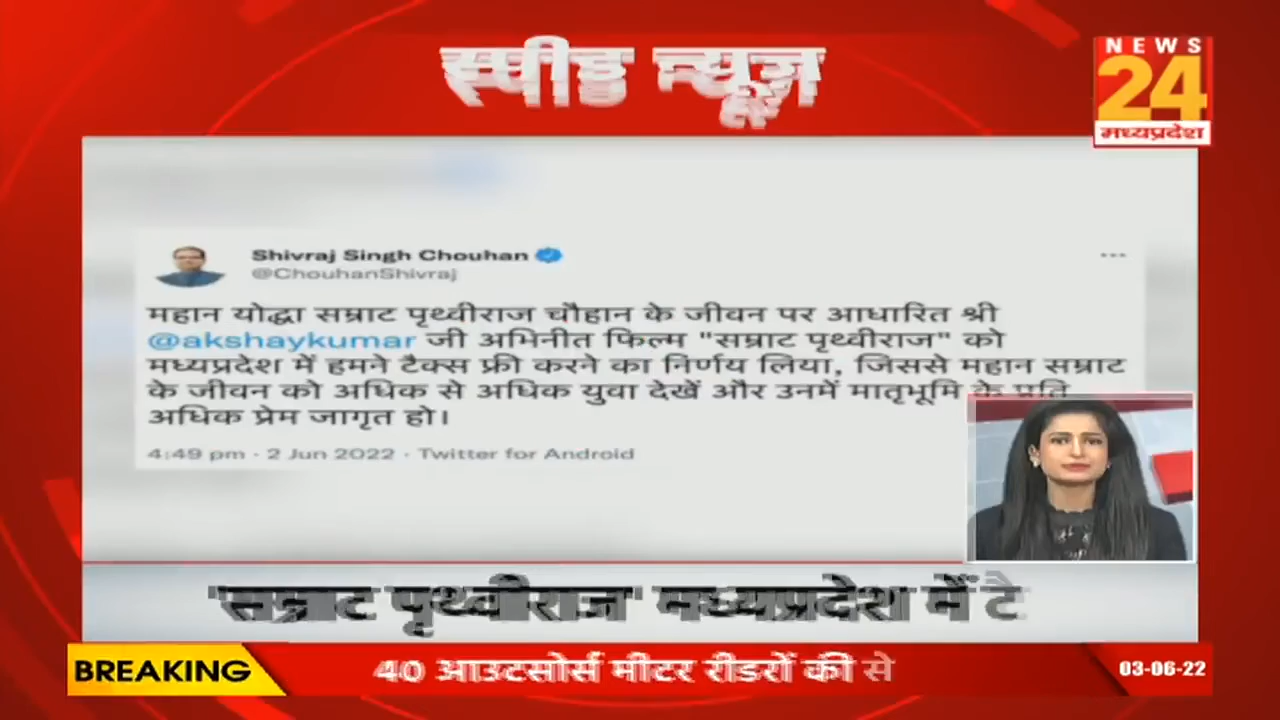 स्पीड न्यूज़
NEWS
24
मध्यप्रदेश
Shivraj Singh Chouhan
@ChouhanShivraj
महान योद्धा सम्राट पृथ्वीराज चौहान के जीवन पर आधारित श्री
@akshaykumar जी अभिनीत फिल्म "सम्राट पृथ्वीराज" को
मध्यप्रदेश में हमने टैक्स फ्री करने का निर्णय लिया, जिससे महान सम्राट
के जीवन को अधिक से अधिक युवा देखें और उनमें मातृभूमि के प्रति
अधिक प्रेम जागृत हो।
4:49 pm · 2 Jun 2022 · Twitter for Android
'सम्राट पृथ्वीराज' मध्यप्रदेश में टै
BREAKING
40 आउटसोर्स मीटर रीडरों की से
03-06-22